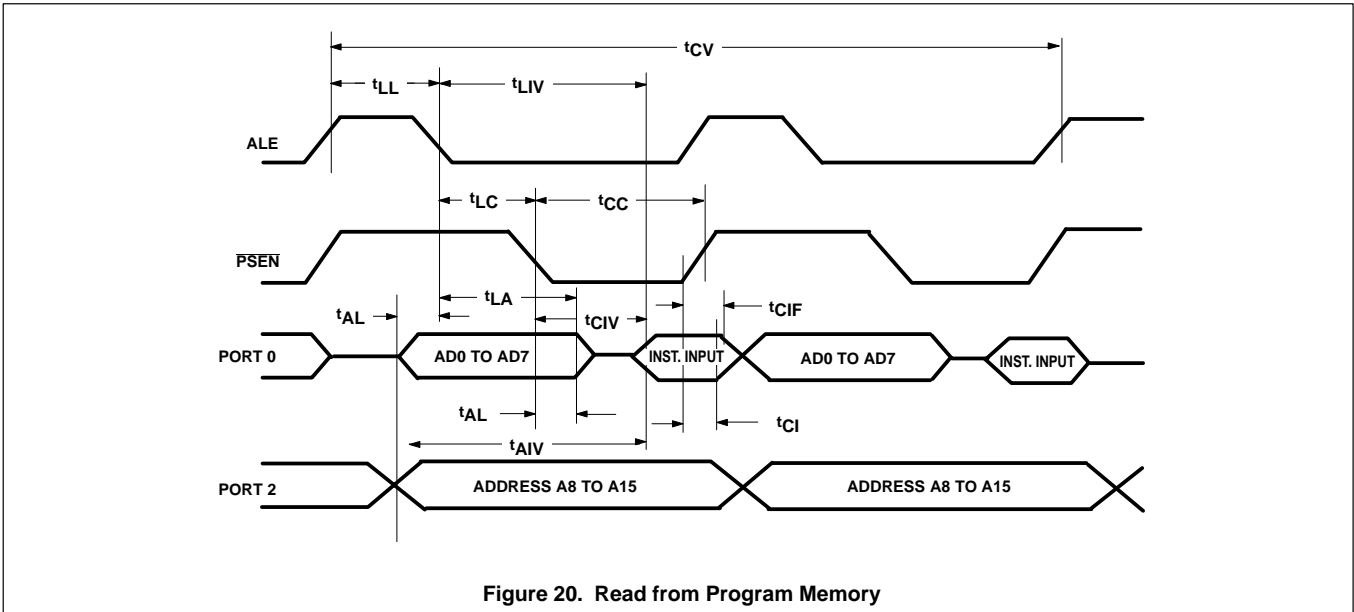 tCV
tLL
tLIV
ALE
tLC
tCC
PSEN
tLA
tCIF
tAL
tCIV
PORT 0
AD0 TO AD7
INST. INPUT
AD0 TO AD7
INST. INPUT
tAL
tCI
tAIV
PORT 2
ADDRESS A8 TO A15
ADDRESS A8 TO A15
Figure 20. Read from Program Memory